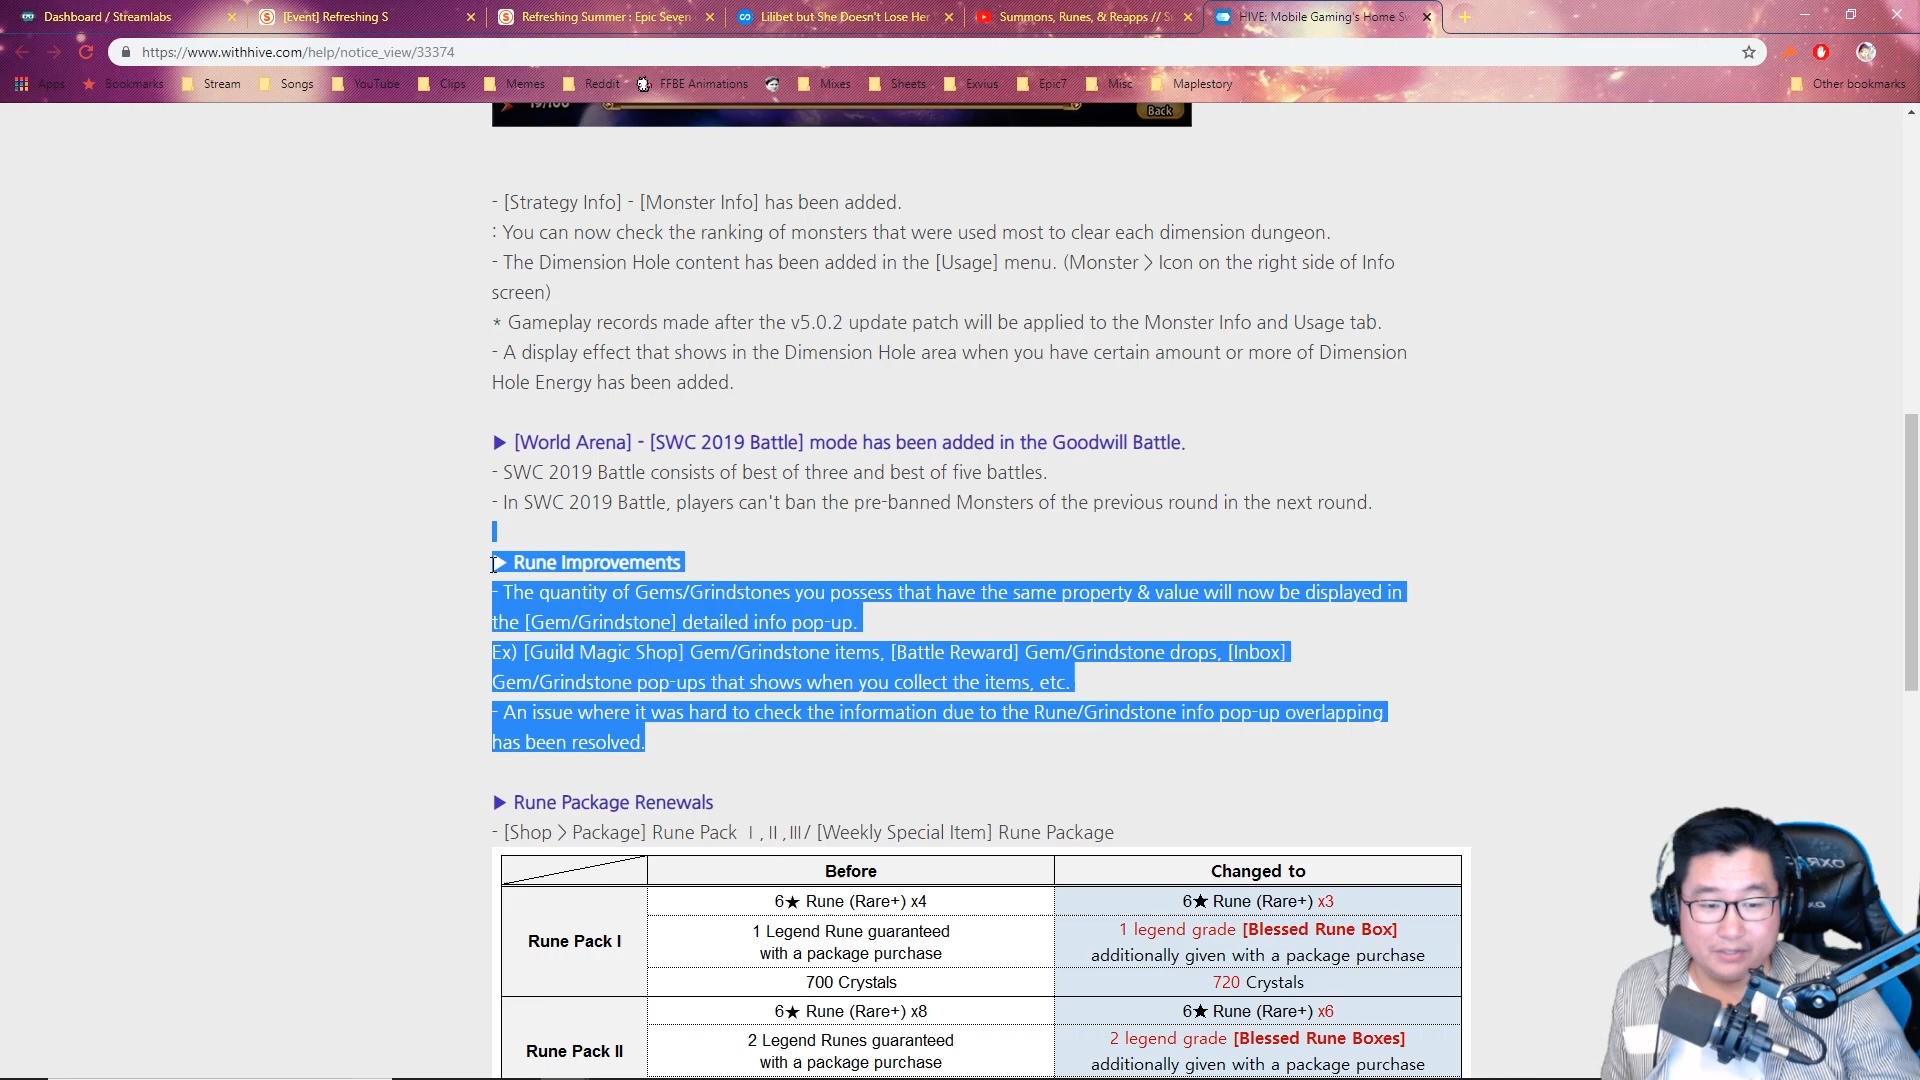 Dashboard / Streamlabs
[Event] Refreshing S
Refreshing Summer : Epic Seven
Lilibet but She Doesn't Lose Her
Summons, Runes, & Reapps // S
HIVE: Mobile Gaming's Home Sw
https://www.withhive.com/help/notice_view/33374
Apps
Bookmarks
Stream
Songs
YouTube
Clips
Memes
Reddit
FFBE Animations
Mixes
Sheets
Exvius
Epic7
Misc
Maplestory
Other bookmarks
19/100
Back
- [Strategy Info] - [Monster Info] has been added.
: You can now check the ranking of monsters that were used most to clear each dimension dungeon.
- The Dimension Hole content has been added in the [Usage] menu. (Monster > Icon on the right side of Info
screen)
* Gameplay records made after the v5.0.2 update patch will be applied to the Monster Info and Usage tab.
- A display effect that shows in the Dimension Hole area when you have certain amount or more of Dimension
Hole Energy has been added.
▶ [World Arena] - [SWC 2019 Battle] mode has been added in the Goodwill Battle.
- SWC 2019 Battle consists of best of three and best of five battles.
- In SWC 2019 Battle, players can't ban the pre-banned Monsters of the previous round in the next round.
▶ Rune Improvements
- The quantity of Gems/Grindstones you possess that have the same property & value will now be displayed in
the [Gem/Grindstone] detailed info pop-up.
Ex) [Guild Magic Shop] Gem/Grindstone items, [Battle Reward] Gem/Grindstone drops, [Inbox]
Gem/Grindstone pop-ups that shows when you collect the items, etc.
- An issue where it was hard to check the information due to the Rune/Grindstone info pop-up overlapping
has been resolved.
▶ Rune Package Renewals
- [Shop > Package] Rune Pack Ⅰ,Ⅱ,Ⅲ/ [Weekly Special Item] Rune Package
Before
Changed to
Rune Pack I
6★ Rune (Rare+) x4
6★ Rune (Rare+) x3
1 Legend Rune guaranteed
with a package purchase
1 legend grade [Blessed Rune Box]
additionally given with a package purchase
700 Crystals
720 Crystals
Rune Pack II
6★ Rune (Rare+) x8
6★ Rune (Rare+) x6
2 Legend Runes guaranteed
with a package purchase
2 legend grade [Blessed Rune Boxes]
additionally given with a package purchase